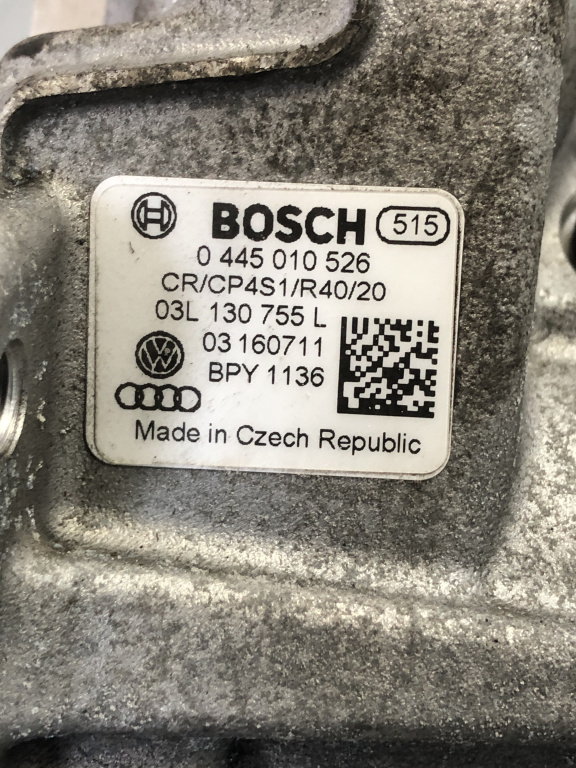 BOSCH 515
0 445 010 526
CR/CP4S1/R40/20
03L 130 755 L
03 160711
BPY 1136
Made in Czech Republic